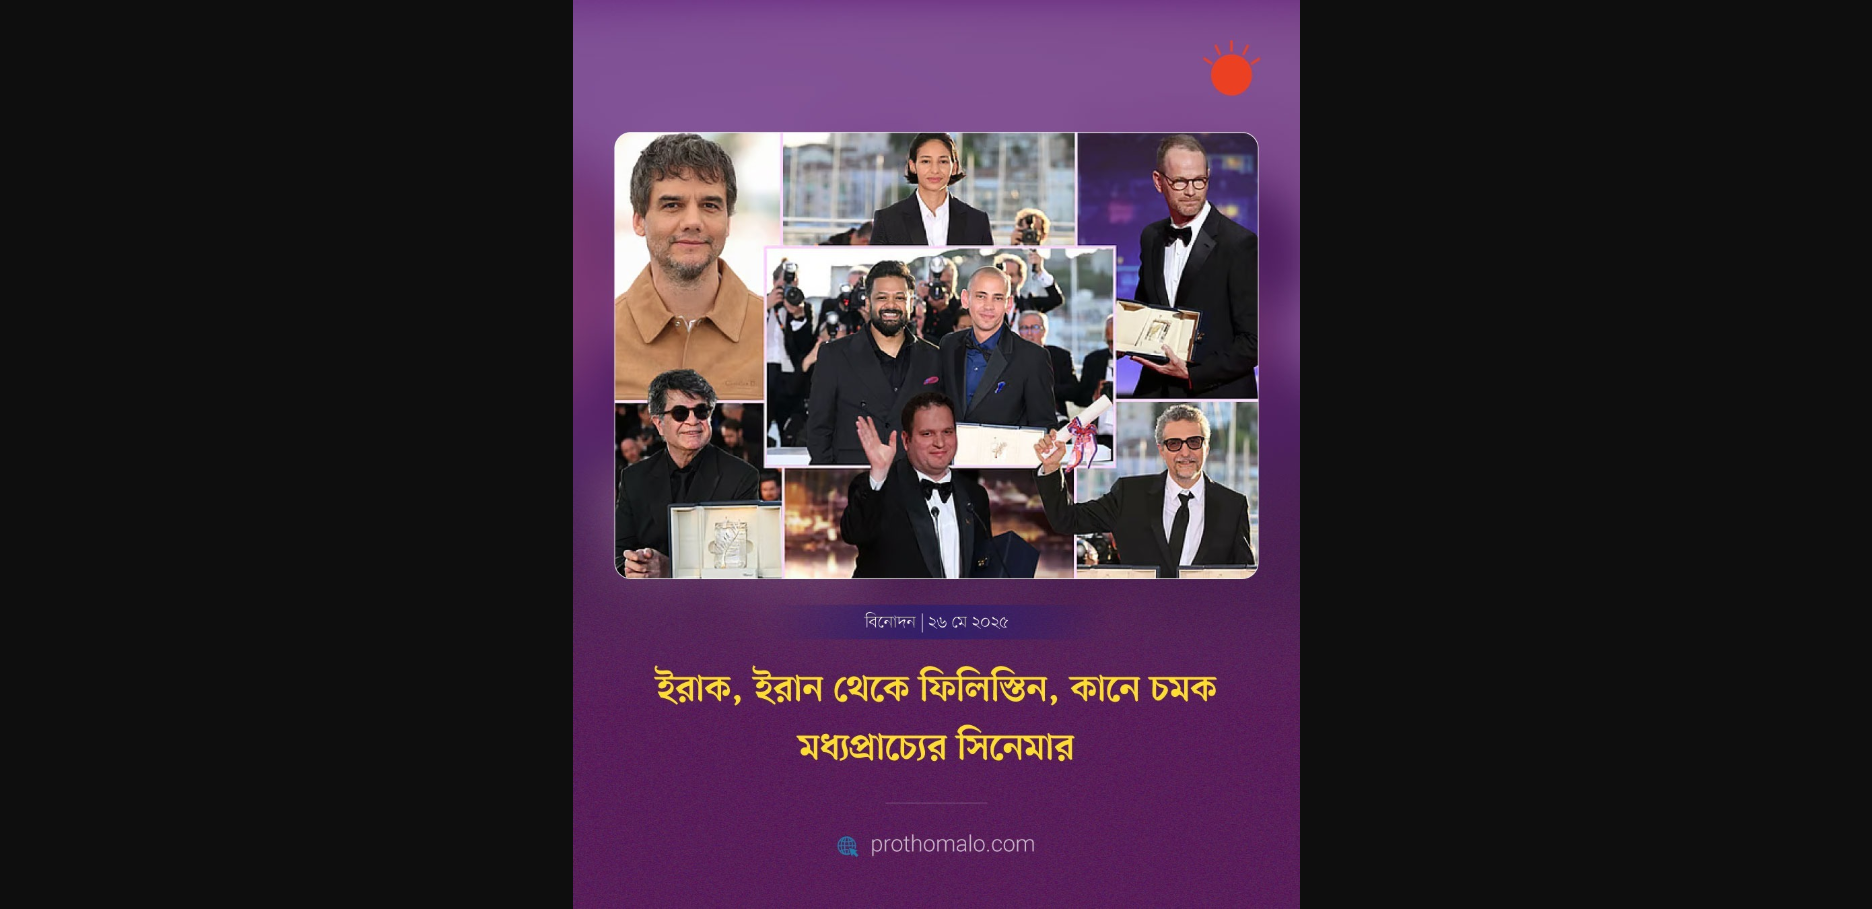 বিনোদন | ২৬ মে ২০২৫
ইরাক, ইরান থেকে ফিলিস্তিন, কানে চমক
মধ্যপ্রাচ্যের সিনেমার
prothomalo.com